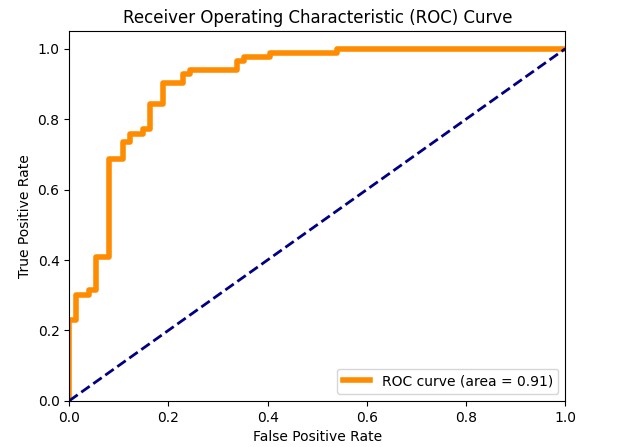 Receiver Operating Characteristic (ROC) Curve
1.0
0.8
0.6
0.4
0.2
0.0
True Positive Rate
ROC curve (area = 0.91)
0.0 0.2 0.4 0.6 0.8 1.0
False Positive Rate